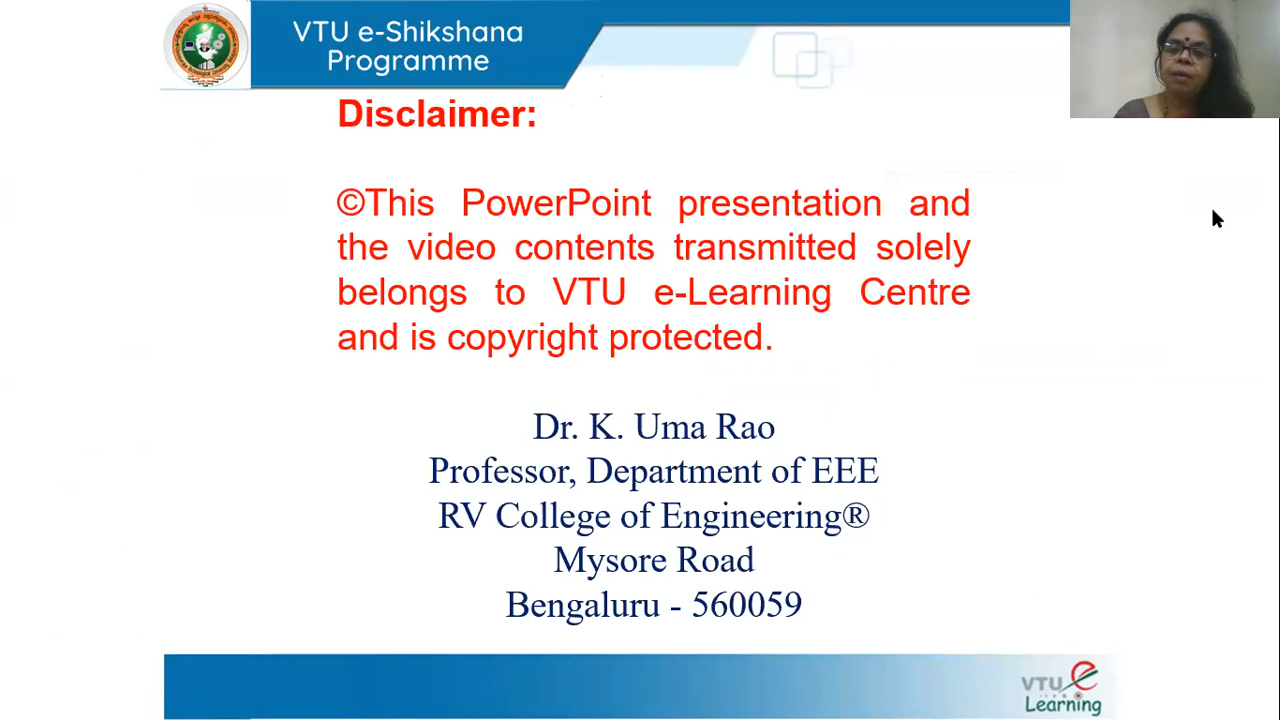 VTU e-Shikshana
Programme
Disclaimer:
©This PowerPoint presentation and
the video contents transmitted solely
belongs to VTU e-Learning Centre
and is copyright protected.
Dr. K. Uma Rao
Professor, Department of EEE
RV College of Engineering®
Mysore Road
Bengaluru - 560059
VTU e
Learning